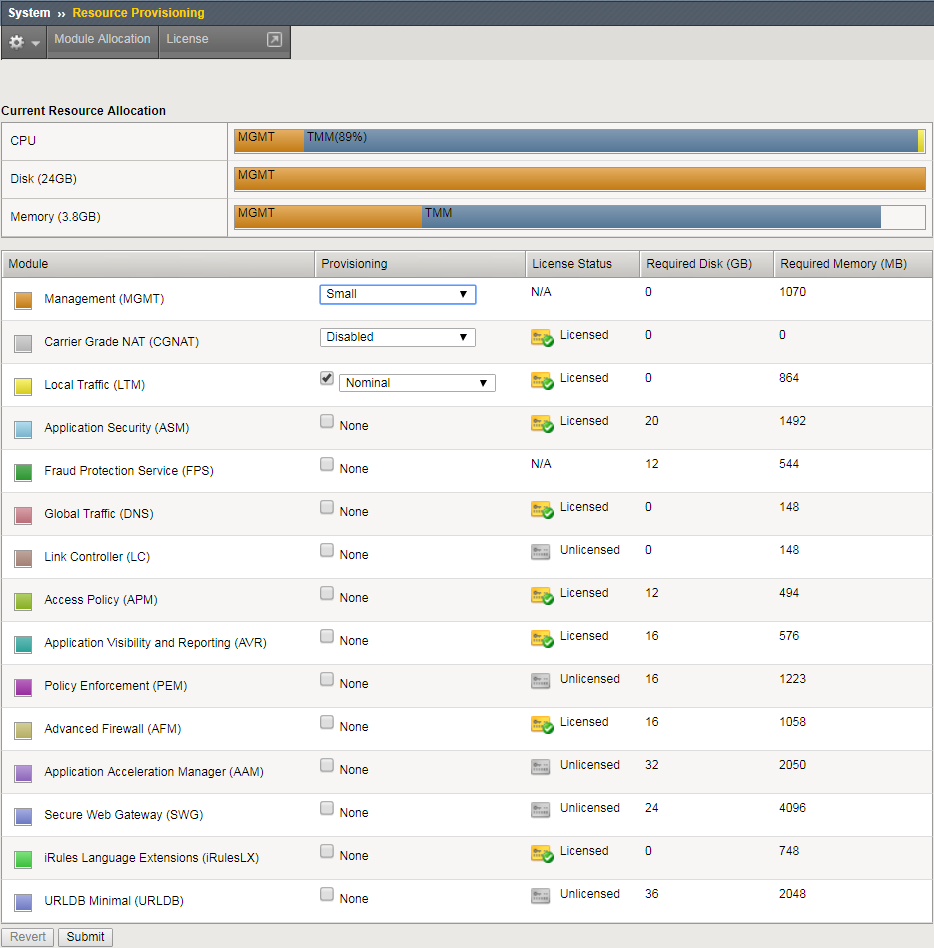 System » Resource Provisioning
Module Allocation License
Current Resource Allocation
CPU MGMT TMM(89%)
Disk (24GB) MGMT
Memory (3.8GB) MGMT TMM
Module Provisioning License Status Required Disk (GB) Required Memory (MB)
Management (MGMT) Small N/A 0 1070
Carrier Grade NAT (CGNAT) Disabled Licensed 0 0
Local Traffic (LTM) Nominal Licensed 0 864
Application Security (ASM) None Licensed 20 1492
Fraud Protection Service (FPS) None N/A 12 544
Global Traffic (DNS) None Licensed 0 148
Link Controller (LC) None Unlicensed 0 148
Access Policy (APM) None Licensed 12 494
Application Visibility and Reporting (AVR) None Licensed 16 576
Policy Enforcement (PEM) None Unlicensed 16 1223
Advanced Firewall (AFM) None Licensed 16 1058
Application Acceleration Manager (AAM) None Unlicensed 32 2050
Secure Web Gateway (SWG) None Unlicensed 24 4096
iRules Language Extensions (iRulesLX) None Licensed 0 748
URLDB Minimal (URLDB) None Unlicensed 36 2048
Revert Submit